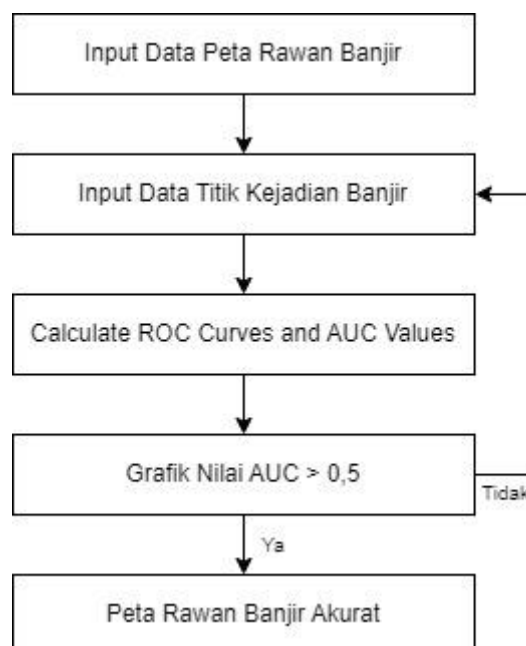 Input Data Peta Rawan Banjir
Input Data Titik Kejadian Banjir
Calculate ROC Curves and AUC Values
Grafik Nilai AUC > 0,5
Tidak
Ya
Peta Rawan Banjir Akurat